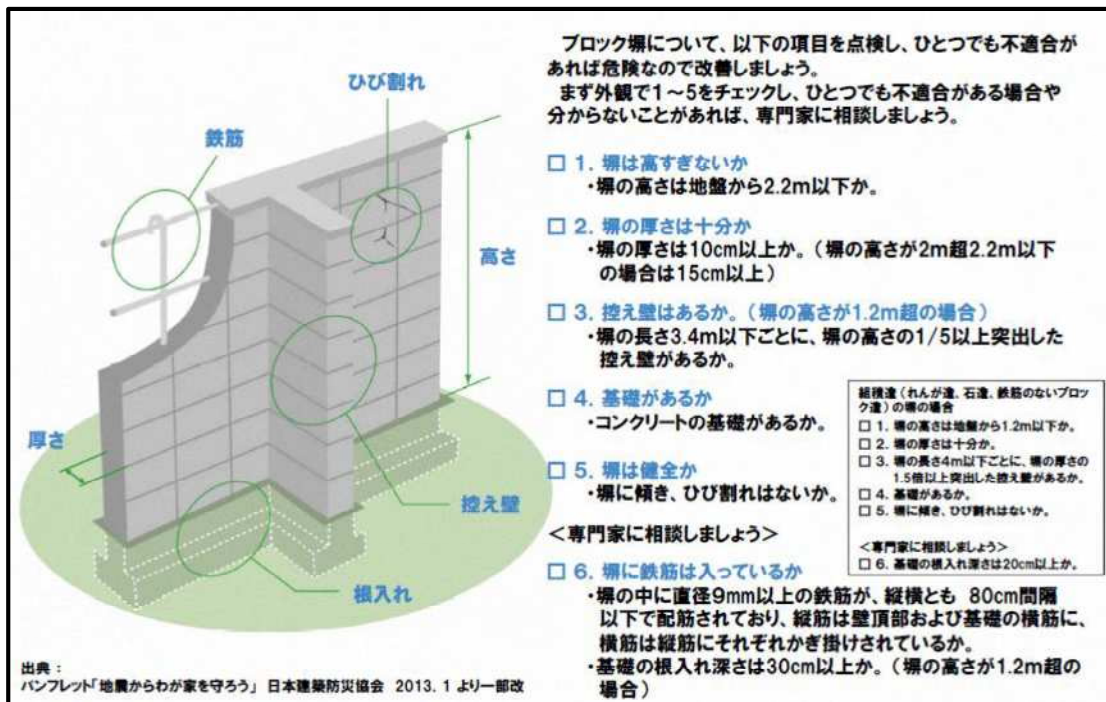 ひび割れ
鉄筋
高さ
厚さ
控え壁
根入れ
出典：
パンフレット「地震からわが家を守ろう」 日本建築防災協会 2013.1 より一部改
ブロック塀について、以下の項目を点検し、ひとつでも不適合が
あれば危険なので改善しましょう。
まず外観で1～5をチェックし、ひとつでも不適合がある場合や
分からないことがあれば、専門家に相談しましょう。
□ 1. 塀は高すぎないか
・塀の高さは地盤から2.2m以下か。
□ 2. 塀の厚さは十分か
・塀の厚さは10cm以上か。（塀の高さが2m超2.2m以下
の場合は15cm以上）
□ 3. 控え壁はあるか。（塀の高さが1.2m超の場合）
・塀の長さ3.4m以下ごとに、塀の高さの1/5以上突出した
控え壁があるか。
□ 4. 基礎があるか
・コンクリートの基礎があるか。
□ 5. 塀は健全か
・塀に傾き、ひび割れはないか。
＜専門家に相談しましょう＞
□ 6. 塀に鉄筋は入っているか
・塀の中に直径9mm以上の鉄筋が、縦横とも 80cm間隔
以下で配筋されており、縦筋は壁頂部および基礎の横筋に、
横筋は縦筋にそれぞれかぎ掛けされているか。
・基礎の根入れ深さは30cm以上か。（塀の高さが1.2m超の
場合）
組積造（れんが造、石造、鉄筋のないブロッ
ク造）の塀の場合
□ 1. 塀の高さは地盤から1.2m以下か。
□ 2. 塀の厚さは十分か。
□ 3. 塀の長さ4m以下ごとに、塀の厚さの
1.5倍以上突出した控え壁があるか。
□ 4. 基礎があるか。
□ 5. 塀に傾き、ひび割れはないか。
＜専門家に相談しましょう＞
□ 6. 基礎の根入れ深さは20cm以上か。